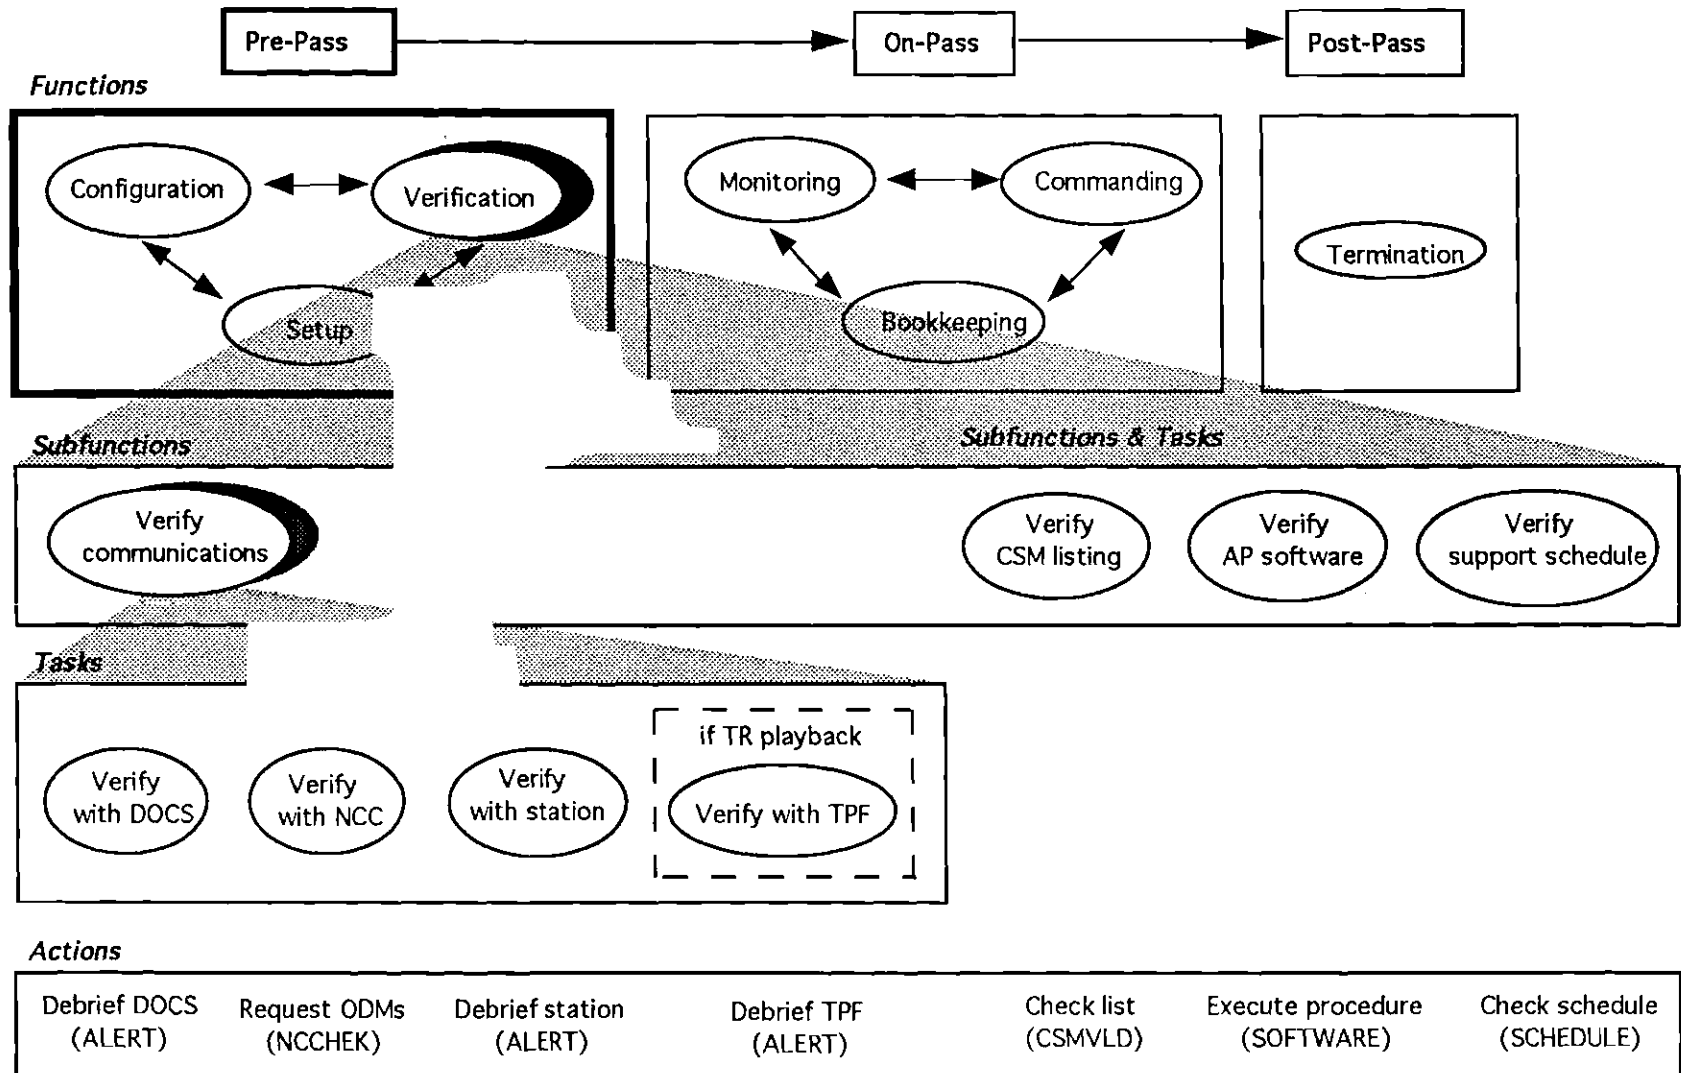 Pre-Pass
On-Pass
Post-Pass
Functions
Configuration
Verification
Setup
Monitoring
Commanding
Bookkeeping
Termination
Subfunctions
Subfunctions & Tasks
Verify
communications
Verify
CSM listing
Verify
AP software
Verify
support schedule
Tasks
Verify
with DOCS
Verify
with NCC
Verify
with station
if TR playback
Verify with TPF
Actions
Debrief DOCS
(ALERT)
Request ODMs
(NCCHEK)
Debrief station
(ALERT)
Debrief TPF
(ALERT)
Check list
(CSMVLD)
Execute procedure
(SOFTWARE)
Check schedule
(SCHEDULE)